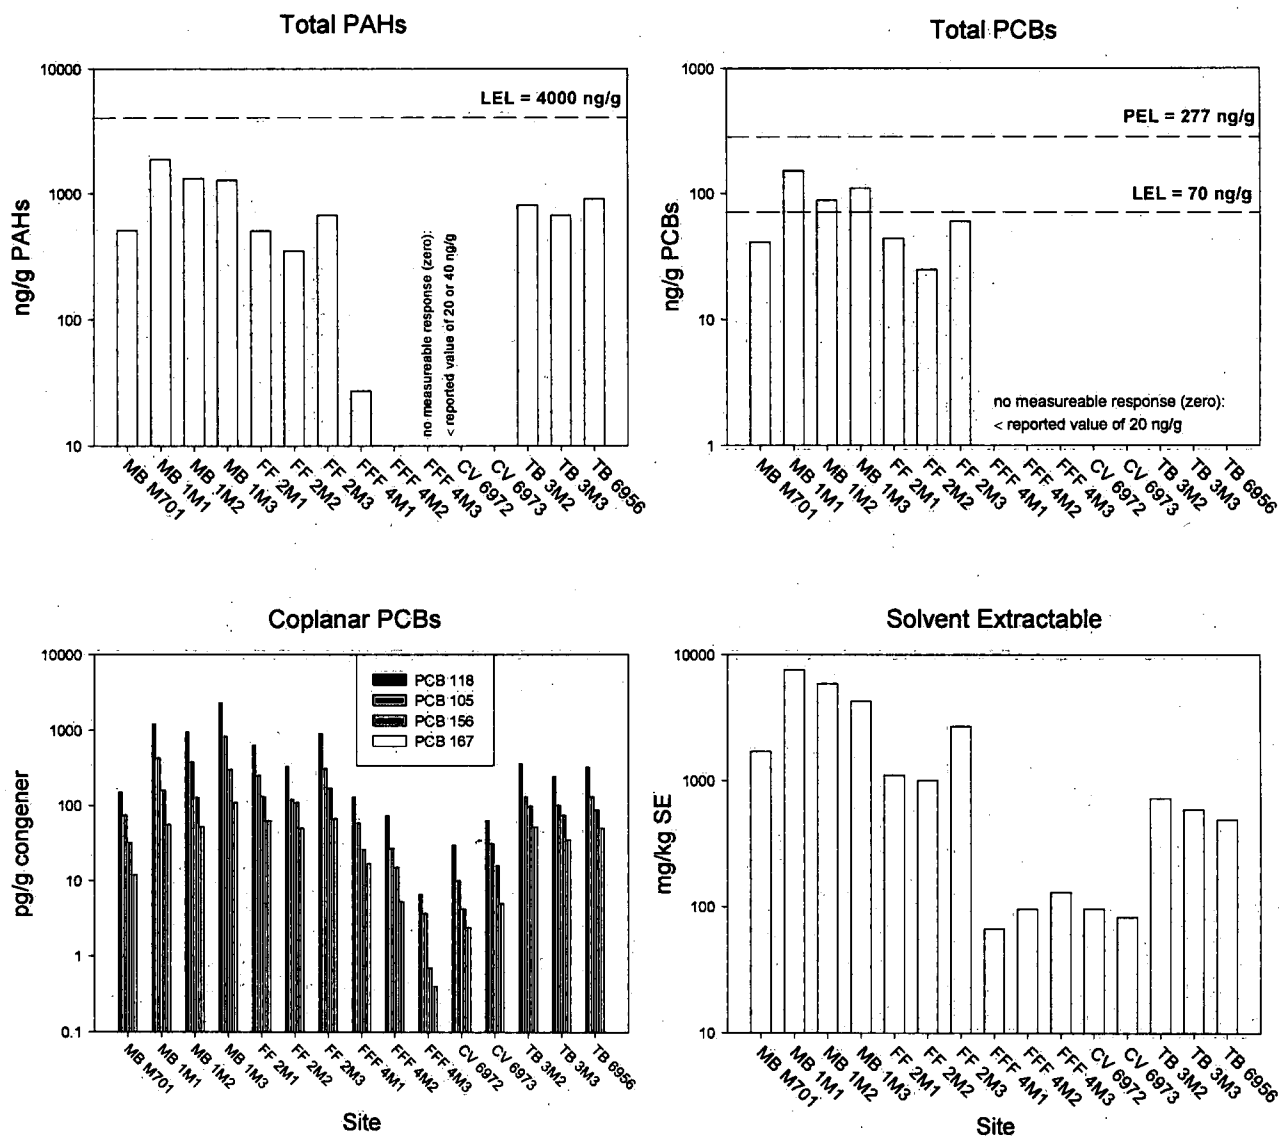 Total PAHs
10000
1000
100
10
ng/g PAHs
LEL = 4000 ng/g
no measureable response (zero):
< reported value of 20 or 40 ng/g
MB M701
MB 1M1
MB 1M2
MB 1M3
FF 2M1
FF 2M2
FF 2M3
FFF 4M1
FFF 4M2
FFF 4M3
CV 6972
CV 6973
TB 3M2
TB 3M3
TB 6956
Total PCBs
1000
100
10
1
ng/g PCBs
PEL = 277 ng/g
LEL = 70 ng/g
no measureable response (zero):
< reported value of 20 ng/g
MB M701
MB 1M1
MB 1M2
MB 1M3
FF 2M1
FF 2M2
FF 2M3
FFF 4M1
FFF 4M2
FFF 4M3
CV 6972
CV 6973
TB 3M2
TB 3M3
TB 6956
Coplanar PCBs
10000
1000
100
10
1
0.1
pg/g congener
PCB 118
PCB 105
PCB 156
PCB 167
MB M701
MB 1M1
MB 1M2
MB 1M3
FF 2M1
FF 2M2
FF 2M3
FFF 4M1
FFF 4M2
FFF 4M3
CV 6972
CV 6973
TB 3M2
TB 3M3
TB 6956
Site
Solvent Extractable
10000
1000
100
10
mg/kg SE
MB M701
MB 1M1
MB 1M2
MB 1M3
FF 2M1
FF 2M2
FF 2M3
FFF 4M1
FFF 4M2
FFF 4M3
CV 6972
CV 6973
TB 3M2
TB 3M3
TB 6956
Site